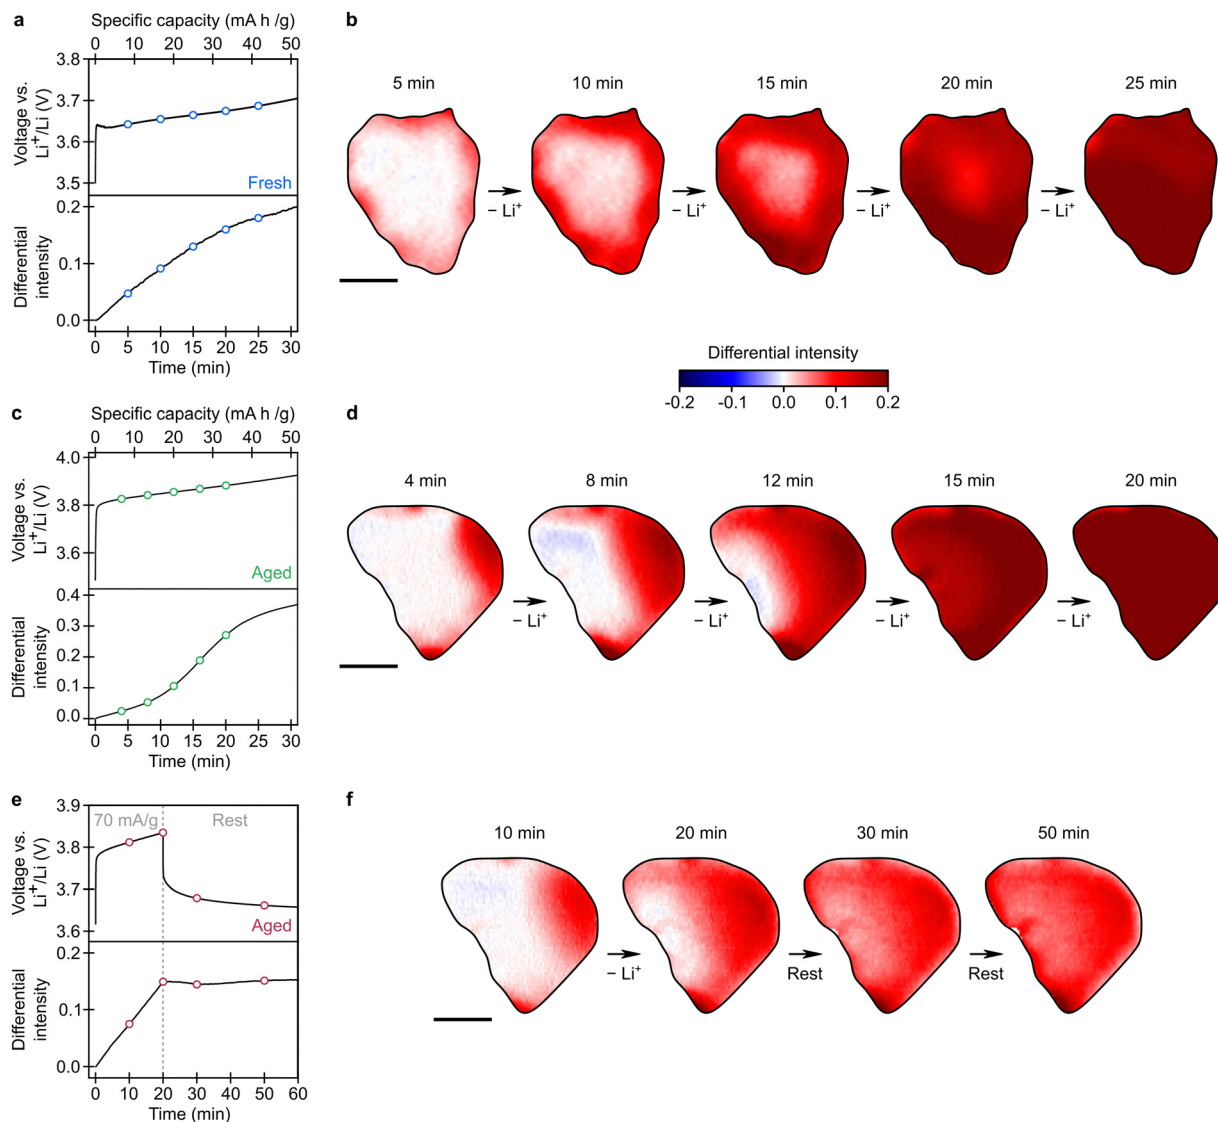 a
Specific capacity (mA h /g)
0 10 20 30 40 50
3.8
3.7
3.6
3.5
Voltage vs.
Li⁺/Li (V)
Fresh
0.2
0.1
0.0
Differential
intensity
0 5 10 15 20 25 30
Time (min)
b
5 min
10 min
15 min
20 min
25 min
− Li⁺
− Li⁺
− Li⁺
− Li⁺
Differential intensity
-0.2 -0.1 0.0 0.1 0.2
c
Specific capacity (mA h /g)
0 10 20 30 40 50
4.0
3.8
3.6
Voltage vs.
Li⁺/Li (V)
Aged
0.4
0.3
0.2
0.1
0.0
Differential
intensity
0 5 10 15 20 25 30
Time (min)
d
4 min
8 min
12 min
15 min
20 min
− Li⁺
− Li⁺
− Li⁺
− Li⁺
e
3.9
3.8
3.7
3.6
Voltage vs.
Li⁺/Li (V)
70 mA/g
Rest
Aged
0.2
0.1
0.0
Differential
intensity
0 10 20 30 40 50 60
Time (min)
f
10 min
20 min
30 min
50 min
− Li⁺
Rest
Rest